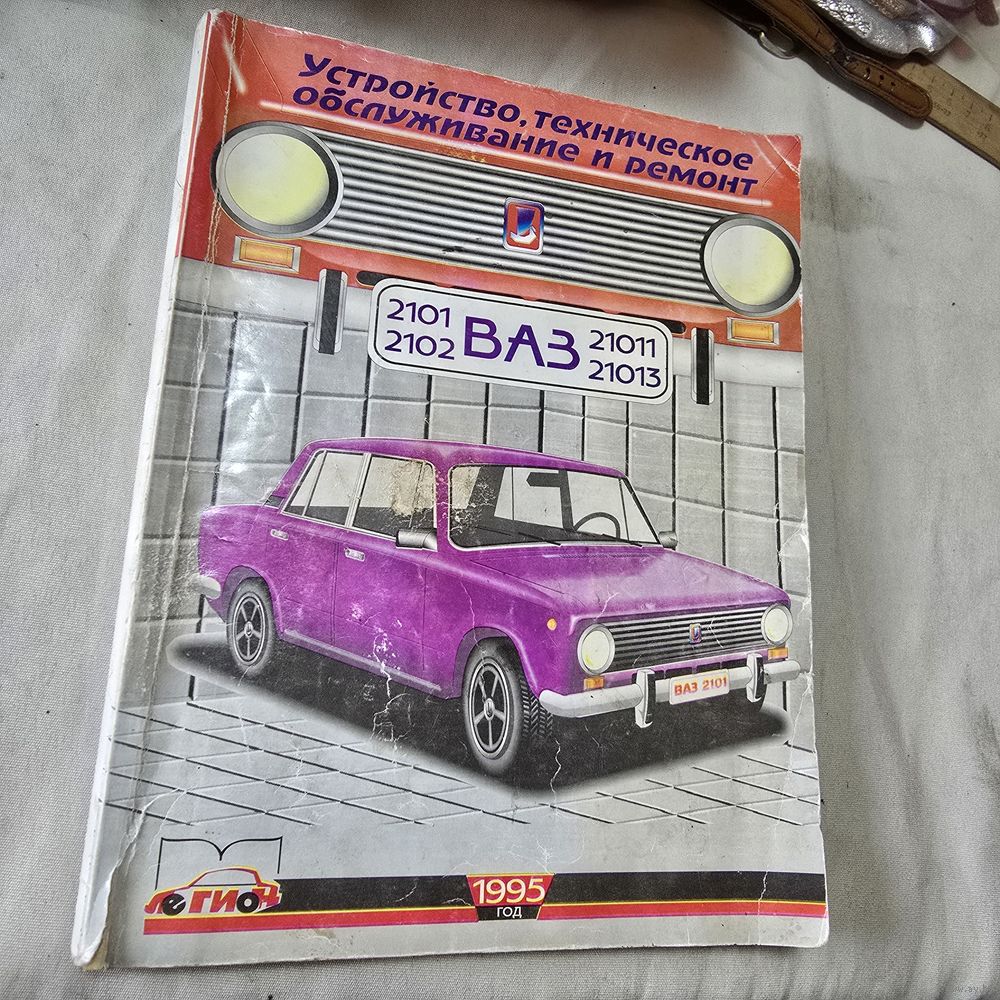 Устройство, техническое
обслуживание и ремонт
2101 ВАЗ 21011
2102 21013
ВАЗ 2101
легион
1995
год